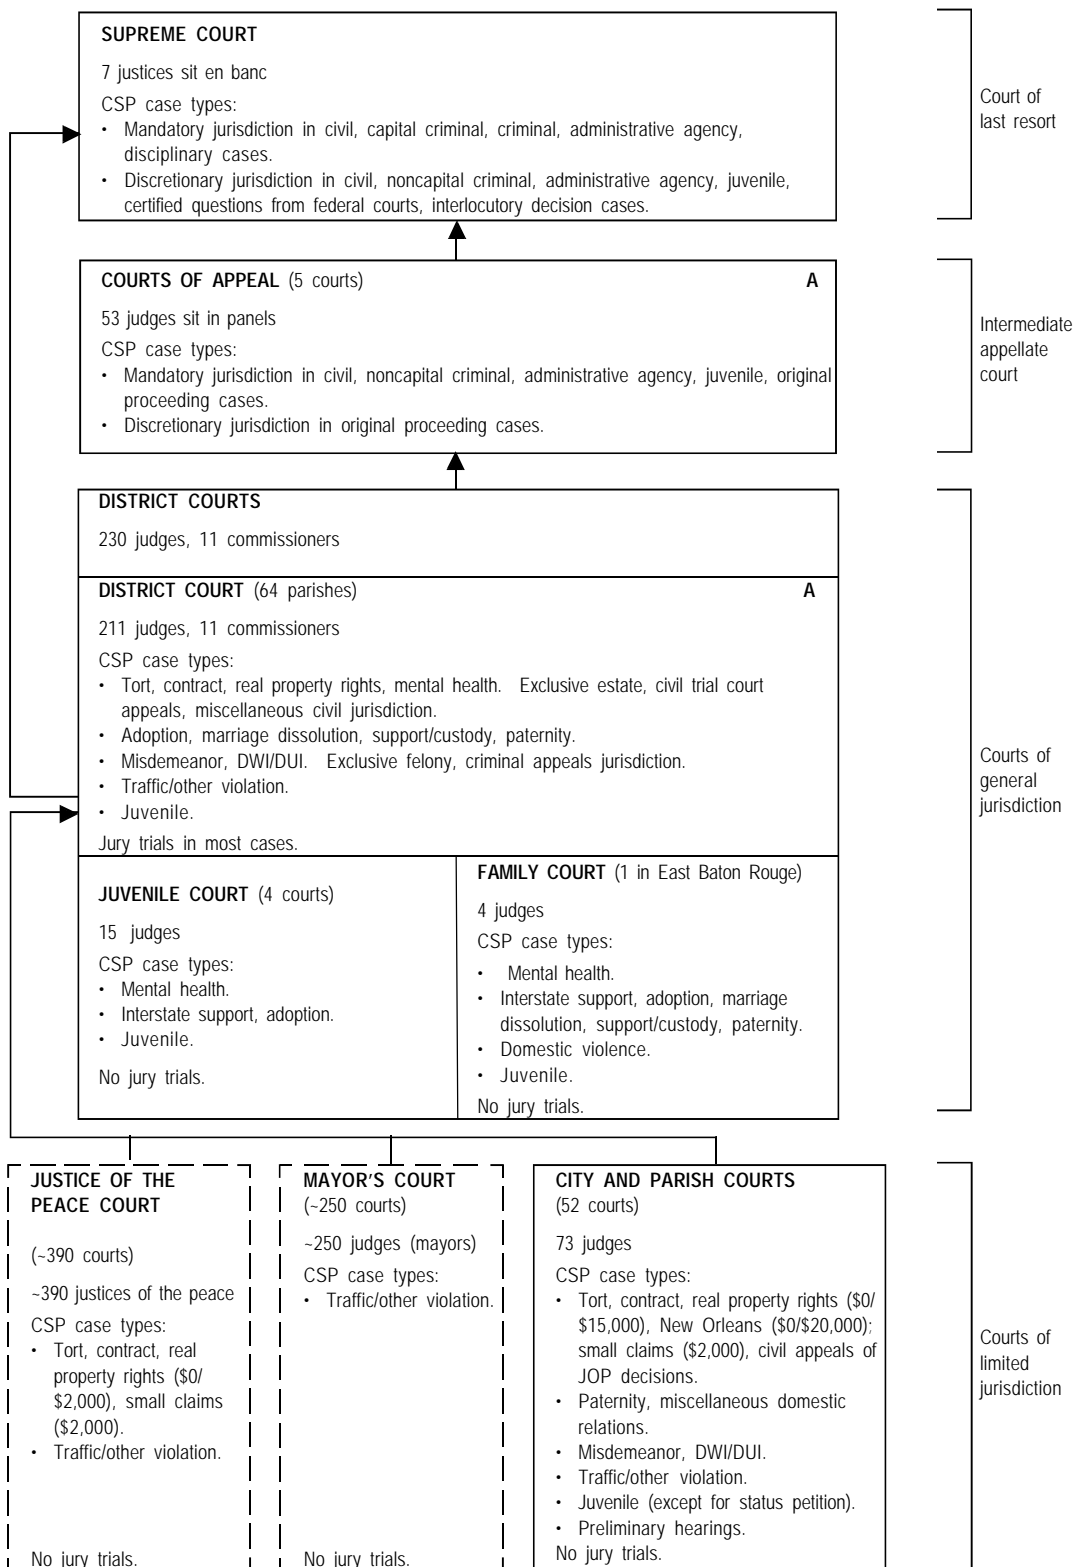 SUPREME COURT
7 justices sit en banc
CSP case types:
• Mandatory jurisdiction in civil, capital criminal, criminal, administrative agency,
disciplinary cases.
• Discretionary jurisdiction in civil, noncapital criminal, administrative agency, juvenile,
certified questions from federal courts, interlocutory decision cases.
Court of
last resort
COURTS OF APPEAL (5 courts) A
53 judges sit in panels
CSP case types:
• Mandatory jurisdiction in civil, noncapital criminal, administrative agency, juvenile, original
proceeding cases.
• Discretionary jurisdiction in original proceeding cases.
Intermediate
appellate
court
DISTRICT COURTS
230 judges, 11 commissioners
DISTRICT COURT (64 parishes) A
211 judges, 11 commissioners
CSP case types:
• Tort, contract, real property rights, mental health. Exclusive estate, civil trial court
appeals, miscellaneous civil jurisdiction.
• Adoption, marriage dissolution, support/custody, paternity.
• Misdemeanor, DWI/DUI. Exclusive felony, criminal appeals jurisdiction.
• Traffic/other violation.
• Juvenile.
Jury trials in most cases.
JUVENILE COURT (4 courts)
15 judges
CSP case types:
• Mental health.
• Interstate support, adoption.
• Juvenile.
No jury trials.
FAMILY COURT (1 in East Baton Rouge)
4 judges
CSP case types:
• Mental health.
• Interstate support, adoption, marriage
dissolution, support/custody, paternity.
• Domestic violence.
• Juvenile.
No jury trials.
Courts of
general
jurisdiction
JUSTICE OF THE
PEACE COURT
(~390 courts)
~390 justices of the peace
CSP case types:
• Tort, contract, real
property rights ($0/
$2,000), small claims
($2,000).
• Traffic/other violation.
No jury trials.
MAYOR'S COURT
(~250 courts)
~250 judges (mayors)
CSP case types:
• Traffic/other violation.
No jury trials.
CITY AND PARISH COURTS
(52 courts)
73 judges
CSP case types:
• Tort, contract, real property rights ($0/
$15,000), New Orleans ($0/$20,000);
small claims ($2,000), civil appeals of
JOP decisions.
• Paternity, miscellaneous domestic
relations.
• Misdemeanor, DWI/DUI.
• Traffic/other violation.
• Juvenile (except for status petition).
• Preliminary hearings.
No jury trials.
Courts of
limited
jurisdiction